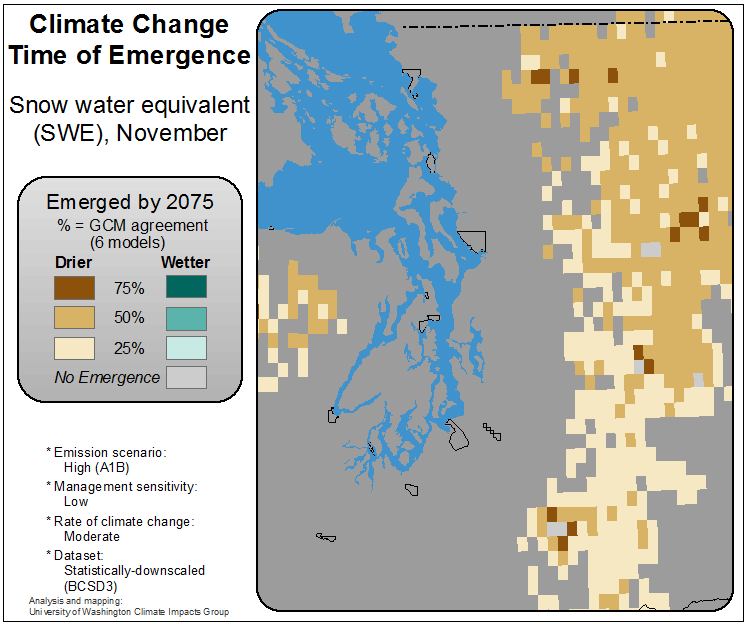 Climate Change
Time of Emergence
Snow water equivalent
(SWE), November
Emerged by 2075
% = GCM agreement
(6 models)
Drier Wetter
75%
50%
25%
No Emergence
* Emission scenario:
High (A1B)
* Management sensitivity:
Low
* Rate of climate change:
Moderate
* Dataset:
Statistically-downscaled
(BCSD3)
Analysis and mapping:
University of Washington Climate Impacts Group